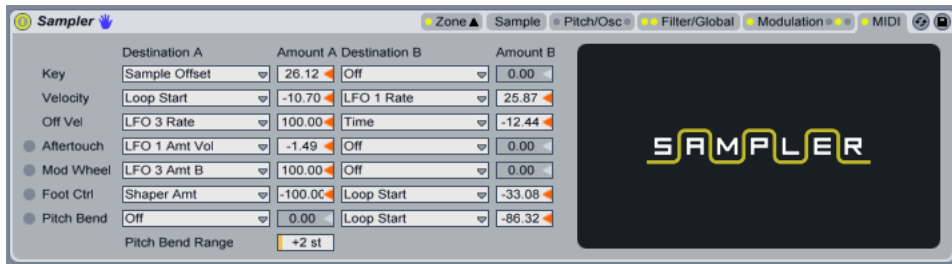 Sampler Zone Sample Pitch/Osc Filter/Global Modulation MIDI
Destination A Amount A Destination B Amount B
Key Sample Offset 26.12 Off 0.00
Velocity Loop Start -10.70 LFO 1 Rate 25.87
Off Vel LFO 3 Rate 100.00 Time -12.44
Aftertouch LFO 1 Amt Vol -1.49 Off 0.00
Mod Wheel LFO 3 Amt B 100.00 Off 0.00
Foot Ctrl Shaper Amt -100.00 Loop Start -33.08
Pitch Bend Off 0.00 Loop Start -86.32
Pitch Bend Range +2 st
SAMPLER